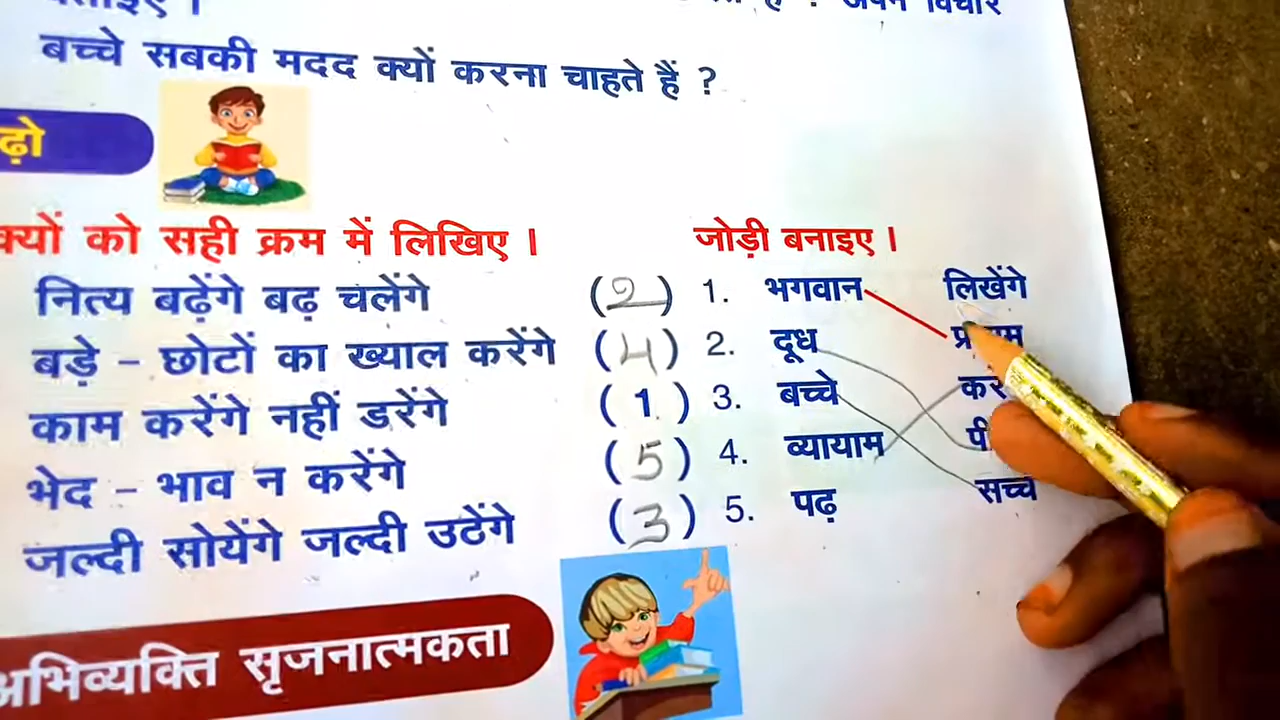 अपने विचार
बच्चे सबकी मदद क्यों करना चाहते हैं ?
क्यों को सही क्रम में लिखिए ।
नित्य बढ़ेंगे बढ़ चलेंगे (2)
बड़े - छोटों का ख्याल करेंगे (4)
काम करेंगे नहीं डरेंगे (1)
भेद - भाव न करेंगे (5)
जल्दी सोयेंगे जल्दी उठेंगे (3)
जोड़ी बनाइए ।
1. भगवान लिखेंगे
2. दूध
3. बच्चे
4. व्यायाम
5. पढ़ सच्चे
अभिव्यक्ति सृजनात्मकता